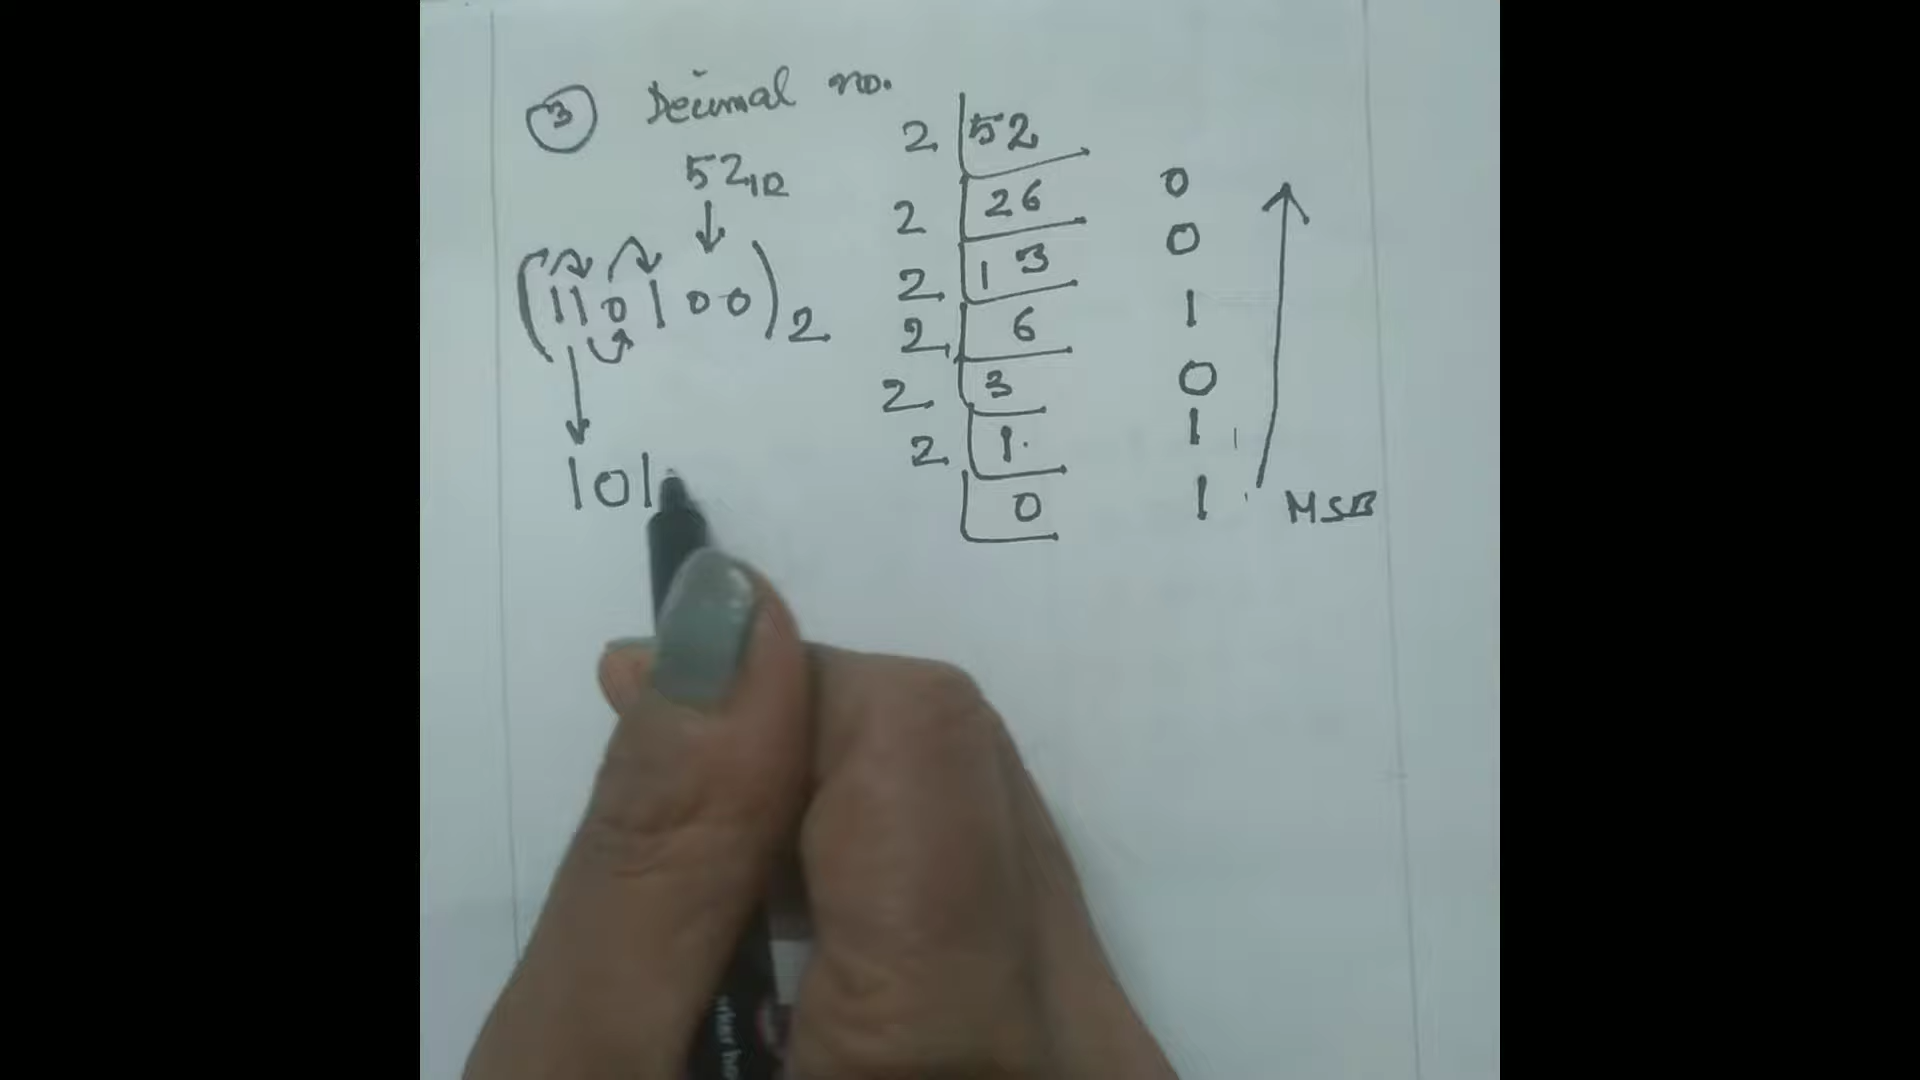 ③ Decimal no.
52₁₀
↓
(110100)₂
↓
101
2 | 52
2 | 26 0
2 | 13 0
2 | 6 1
2 | 3 0
2 | 1 1
0 1 MSB